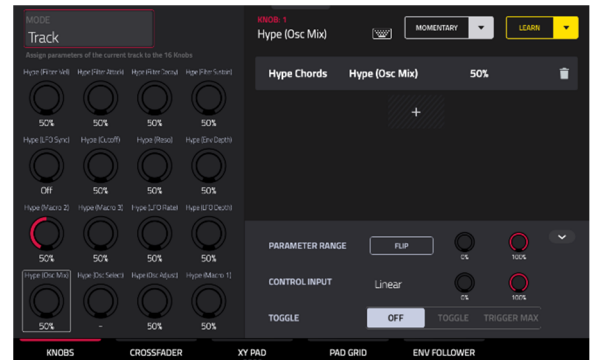 MODE
Track
Assign parameters of the current track to the 16 Knobs
Hype (Filter Vel) Hype (Filter Attack) Hype (Filter Decay) Hype (Filter Sustain)
50% 50% 50% 50%
Hype (LFO Sync) Hype (Cutoff) Hype (Reso) Hype (Env Depth)
Off 50% 50% 50%
Hype (Macro 2) Hype (Macro 3) Hype (LFO Rate) Hype (LFO Depth)
50% 50% 50% 50%
Hype (Osc Mix) Hype (Osc Select) Hype (Osc Adjust) Hype (Macro 1)
50% - 50% 50%
KNOB: 1
Hype (Osc Mix) MOMENTARY LEARN
Hype Chords Hype (Osc Mix) 50%
+
PARAMETER RANGE FLIP 0% 100%
CONTROL INPUT Linear 0% 100%
TOGGLE OFF TOGGLE TRIGGER MAX
KNOBS CROSSFADER XY PAD PAD GRID ENV FOLLOWER